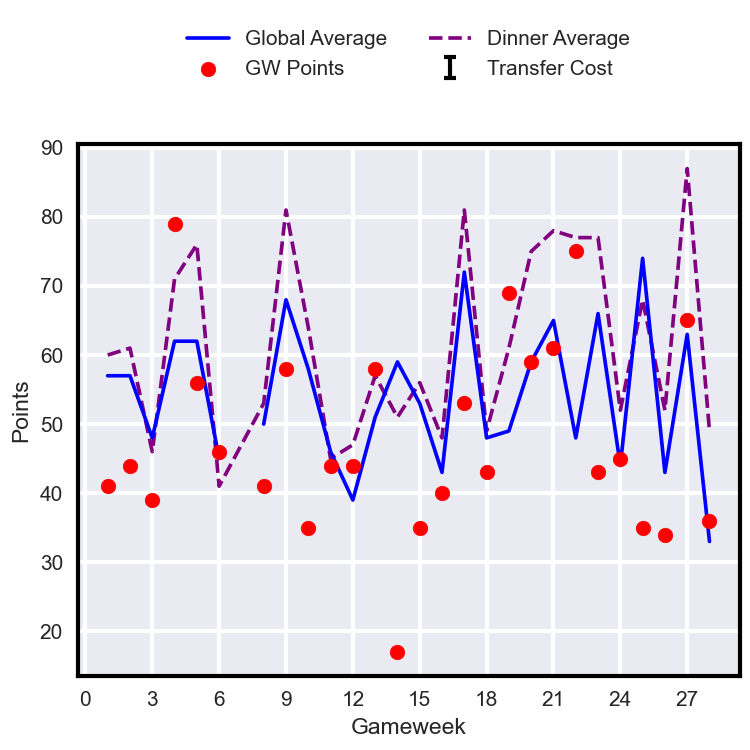 Global Average
Dinner Average
GW Points
Transfer Cost
90
80
70
60
50
40
30
20
Points
0 3 6 9 12 15 18 21 24 27
Gameweek